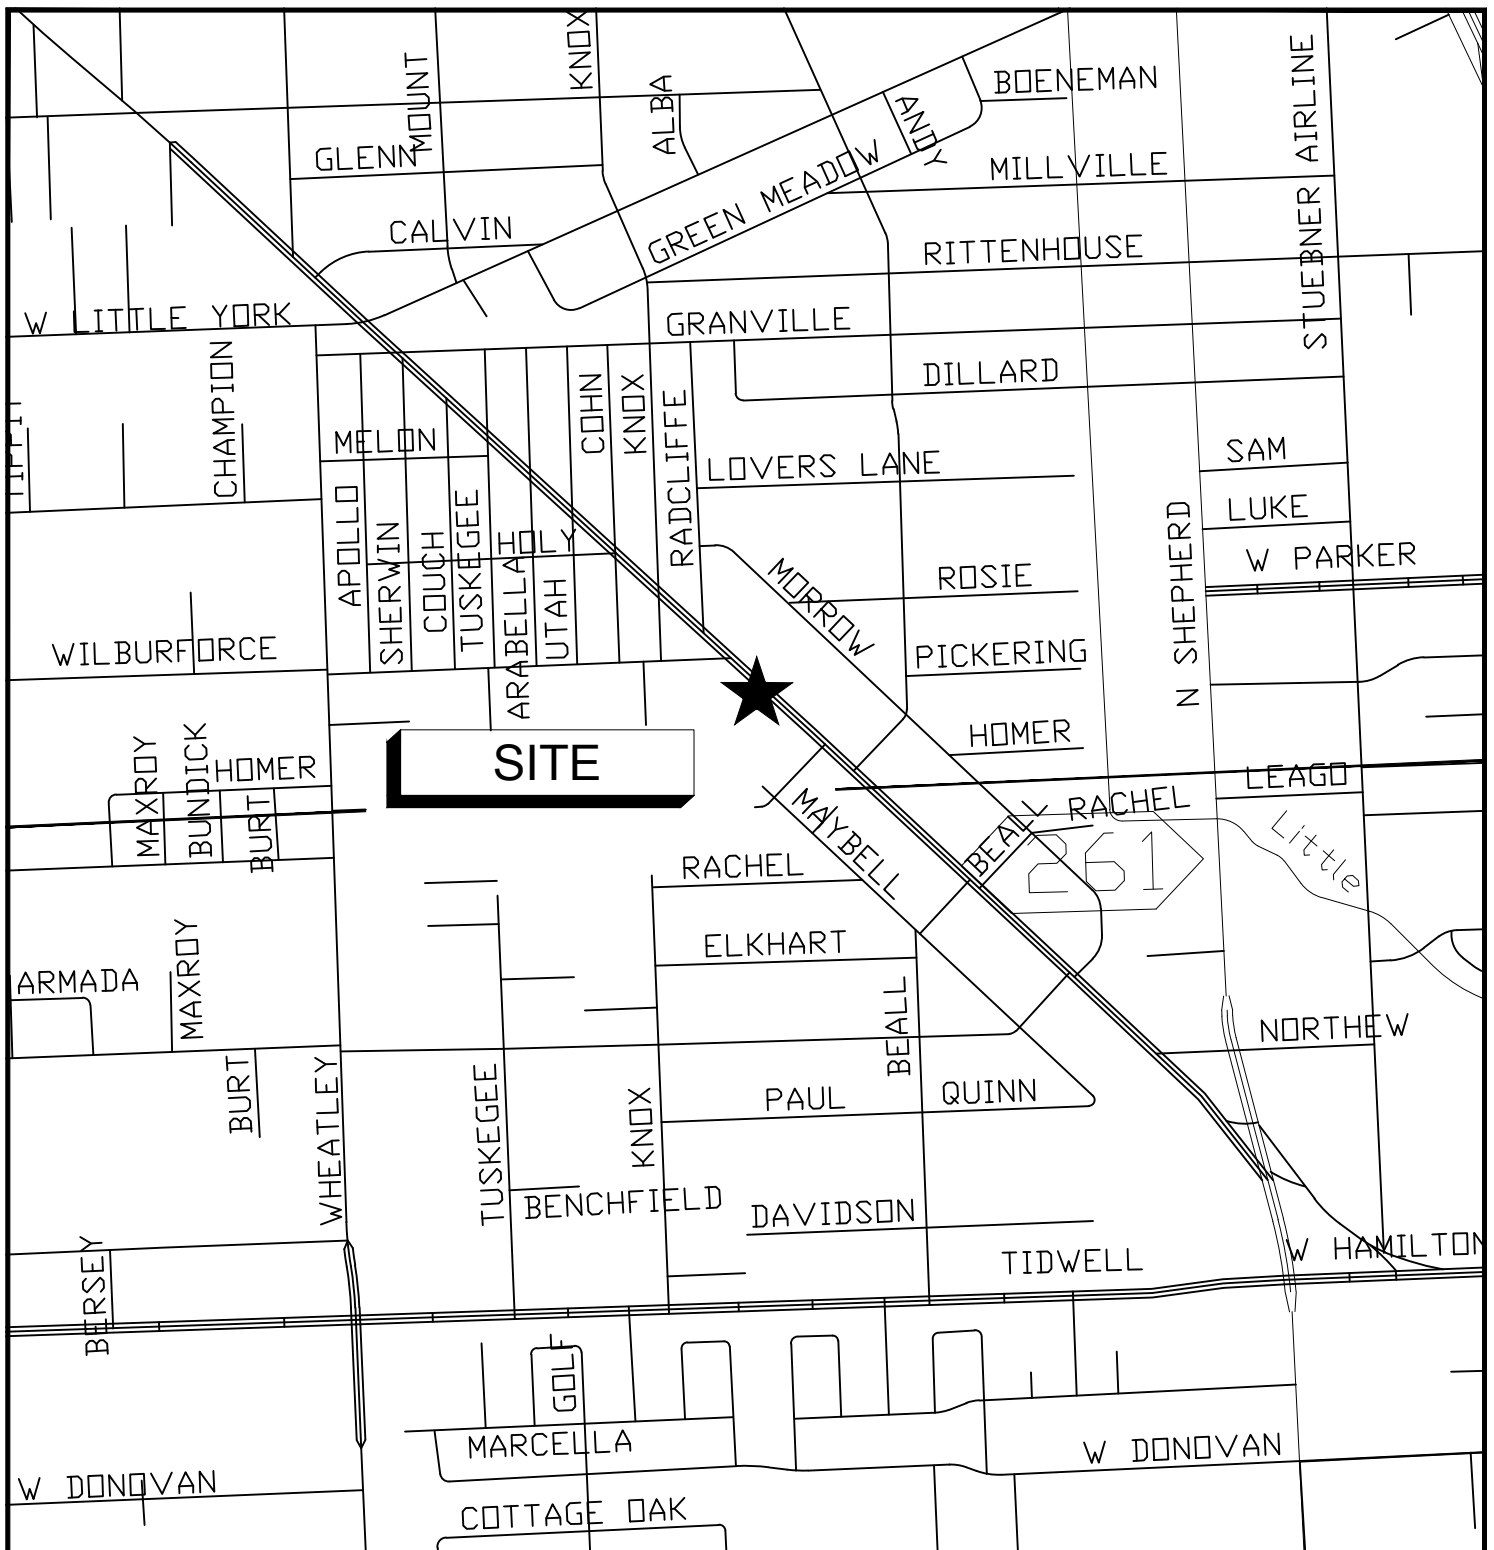 KNOX
MOUNT
ALBA
BOENEMAN
ANDY
STUEBNER AIRLINE
GLENN
MILLVILLE
GREEN MEADOW
CALVIN
RITTENHOUSE
W LITTLE YORK
GRANVILLE
CHAMPION
DILLARD
COHN
KNOX
RADCLIFFE
MELON
LOVERS LANE
SAM
LUKE
APOLLO
SHERWIN
COUCH
TUSKEGEE
HOLY
ARABELLA
UTAH
W PARKER
N SHEPHERD
MORROW
ROSIE
WILBURFORCE
PICKERING
HOMER
SITE
MAXROY
BUNDICK
HOMER
BURT
LEAGO
MAYBELL
BEALL
RACHEL
261
Little
RACHEL
ELKHART
ARMADA
MAXROY
BEALL
NORTHEW
BURT
WHEATLEY
TUSKEGEE
KNOX
PAUL QUINN
BENCHFIELD
DAVIDSON
BERSEY
TIDWELL
W HAMILTON
GOLF
MARCELLA
W DONOVAN
W DONOVAN
COTTAGE OAK